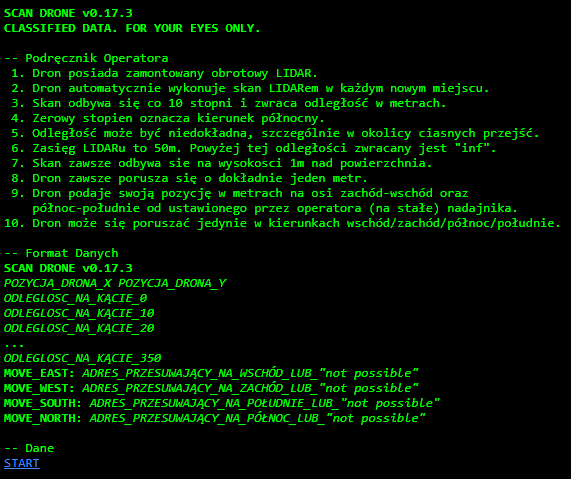 SCAN DRONE v0.17.3
CLASSIFIED DATA. FOR YOUR EYES ONLY.
-- Podręcznik Operatora
1. Dron posiada zamontowany obrotowy LIDAR.
2. Dron automatycznie wykonuje skan LIDARem w każdym nowym miejscu.
3. Skan odbywa się co 10 stopni i zwraca odległość w metrach.
4. Zerowy stopien oznacza kierunek północny.
5. Odległość może być niedokładna, szczególnie w okolicy ciasnych przejść.
6. Zasięg LIDARu to 50m. Powyżej tej odległości zwracany jest "inf".
7. Skan zawsze odbywa sie na wysokosci 1m nad powierzchnia.
8. Dron zawsze porusza się o dokładnie jeden metr.
9. Dron podaje swoją pozycję w metrach na osi zachód-wschód oraz
północ-południe od ustawionego przez operatora (na stałe) nadajnika.
10. Dron może się poruszać jedynie w kierunkach wschód/zachód/północ/południe.
-- Format Danych
SCAN DRONE v0.17.3
POZYCJA_DRONA_X POZYCJA_DRONA_Y
ODLEGLOSC_NA_KĄCIE_0
ODLEGLOSC_NA_KĄCIE_10
ODLEGLOSC_NA_KĄCIE_20
...
ODLEGLOSC_NA_KĄCIE_350
MOVE_EAST: ADRES_PRZESUWAJĄCY_NA_WSCHÓD_LUB_"not possible"
MOVE_WEST: ADRES_PRZESUWAJĄCY_NA_ZACHÓD_LUB_"not possible"
MOVE_SOUTH: ADRES_PRZESUWAJĄCY_NA_POŁUDNIE_LUB_"not possible"
MOVE_NORTH: ADRES_PRZESUWAJĄCY_NA_PÓŁNOC_LUB_"not possible"
-- Dane
START